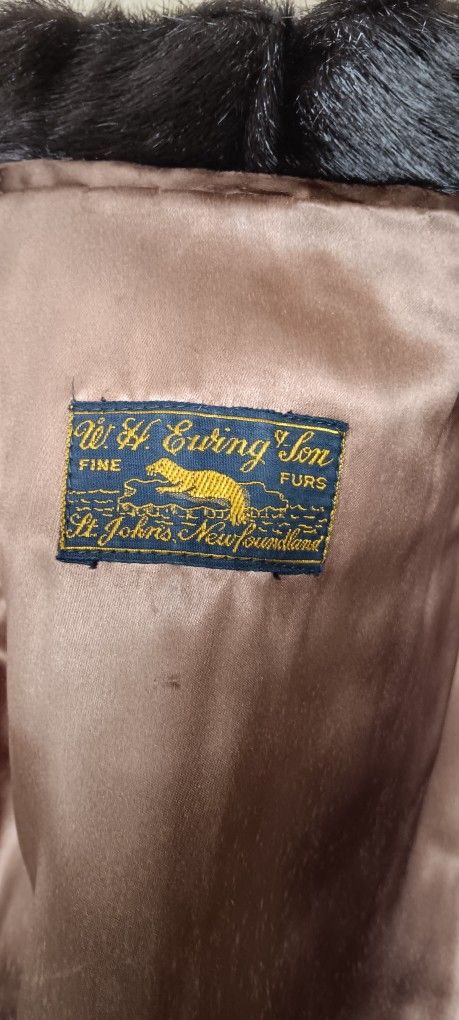 W. H. Ewing & Son
FINE FURS
St. John's, Newfoundland